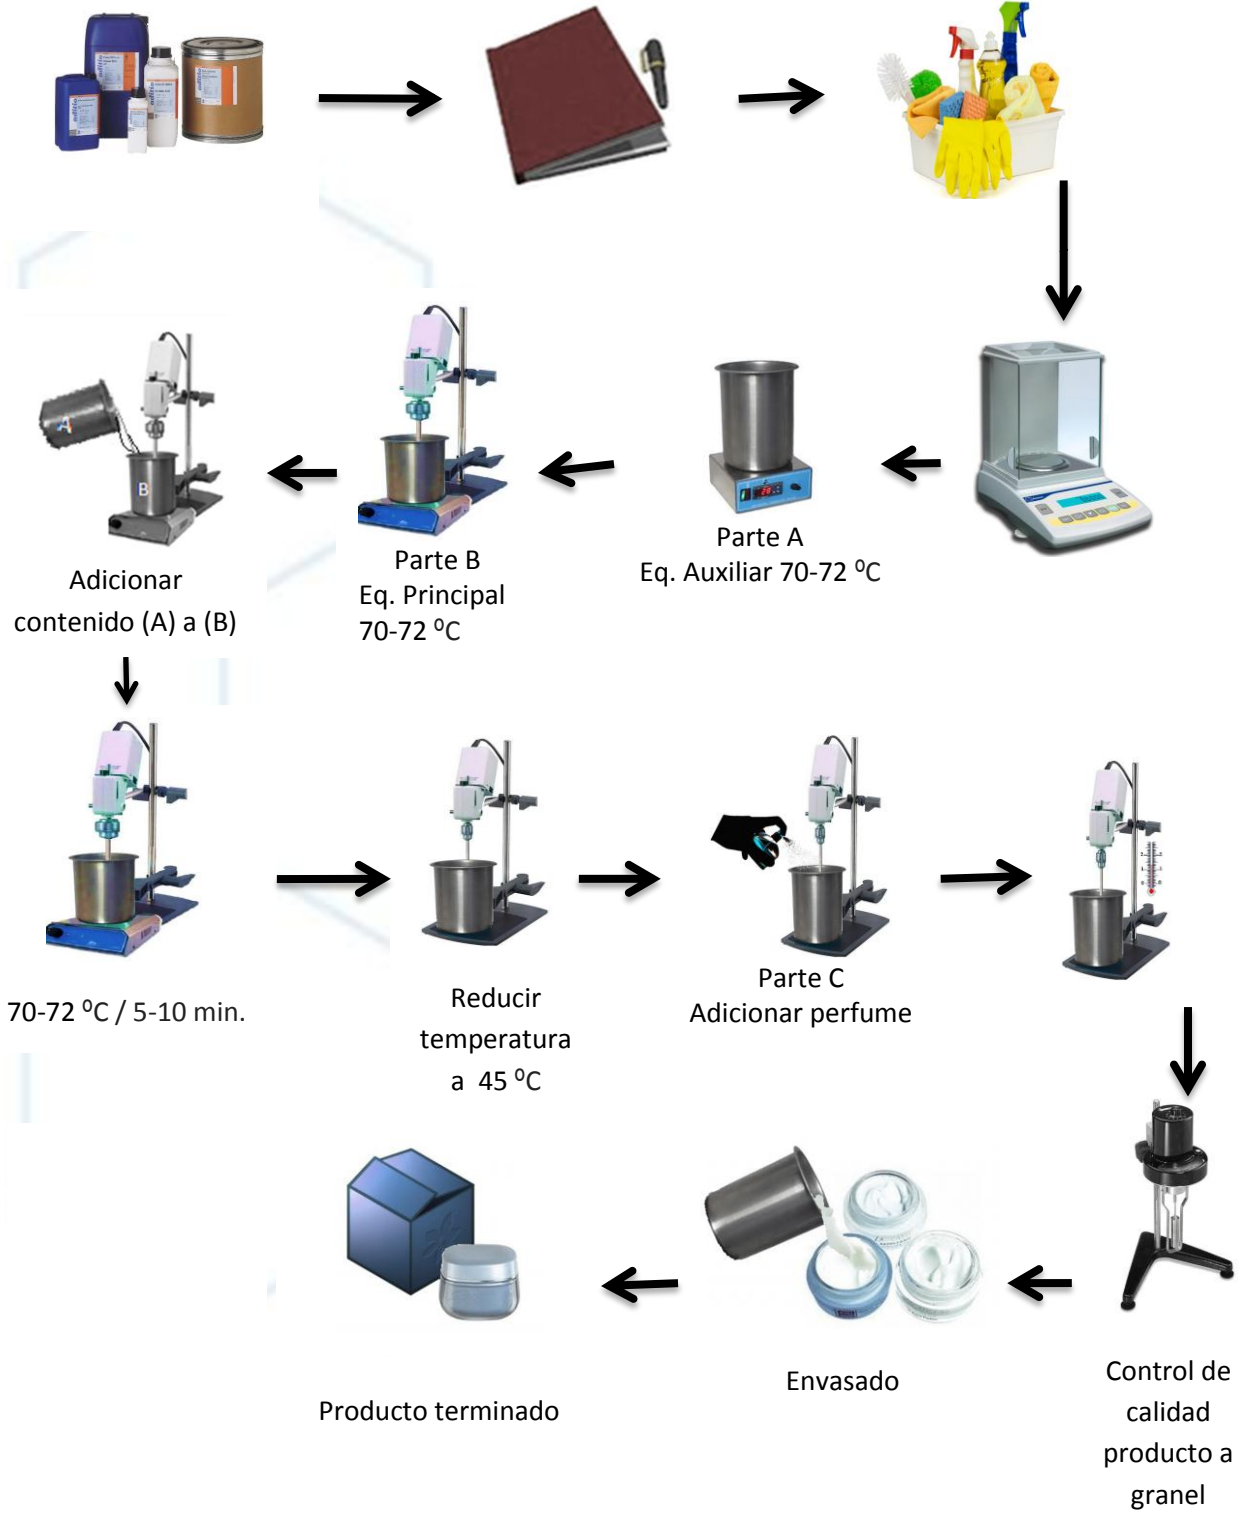 Parte A
Eq. Auxiliar 70-72 ⁰C
Parte B
Eq. Principal
70-72 ⁰C
A
B
Adicionar
contenido (A) a (B)
70-72 ⁰C / 5-10 min.
Reducir
temperatura
a 45 ⁰C
Parte C
Adicionar perfume
Control de
calidad
producto a
granel
Envasado
Producto terminado